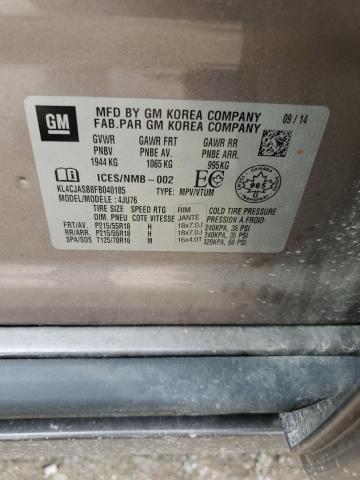 GM
MFD BY GM KOREA COMPANY
FAB.PAR GM KOREA COMPANY
09 / 14
GVWR GAWR FRT GAWR RR
PNBV PNBE AV. PNBE ARR.
1944 KG 1065 KG 995KG
ICES/NMB-002 EC
KL4CJASB8FB040185 TYPE: MPV/VTUM
MODEL/MODELE : 4JU76
CANADA
985
TIRE SIZE SPEED RTG RIM COLD TIRE PRESSURE
DIM. PNEU COTE VITESSE JANTE PRESSION À FROID
FRT/AV. P215/55R18 H 18x7.0J 240KPA, 35 PSI
RR/ARR. P215/55R18 H 18x7.0J 240KPA, 35 PSI
SPA/SOS T125/70R16 M 16x4.0T 420KPA, 60 PSI